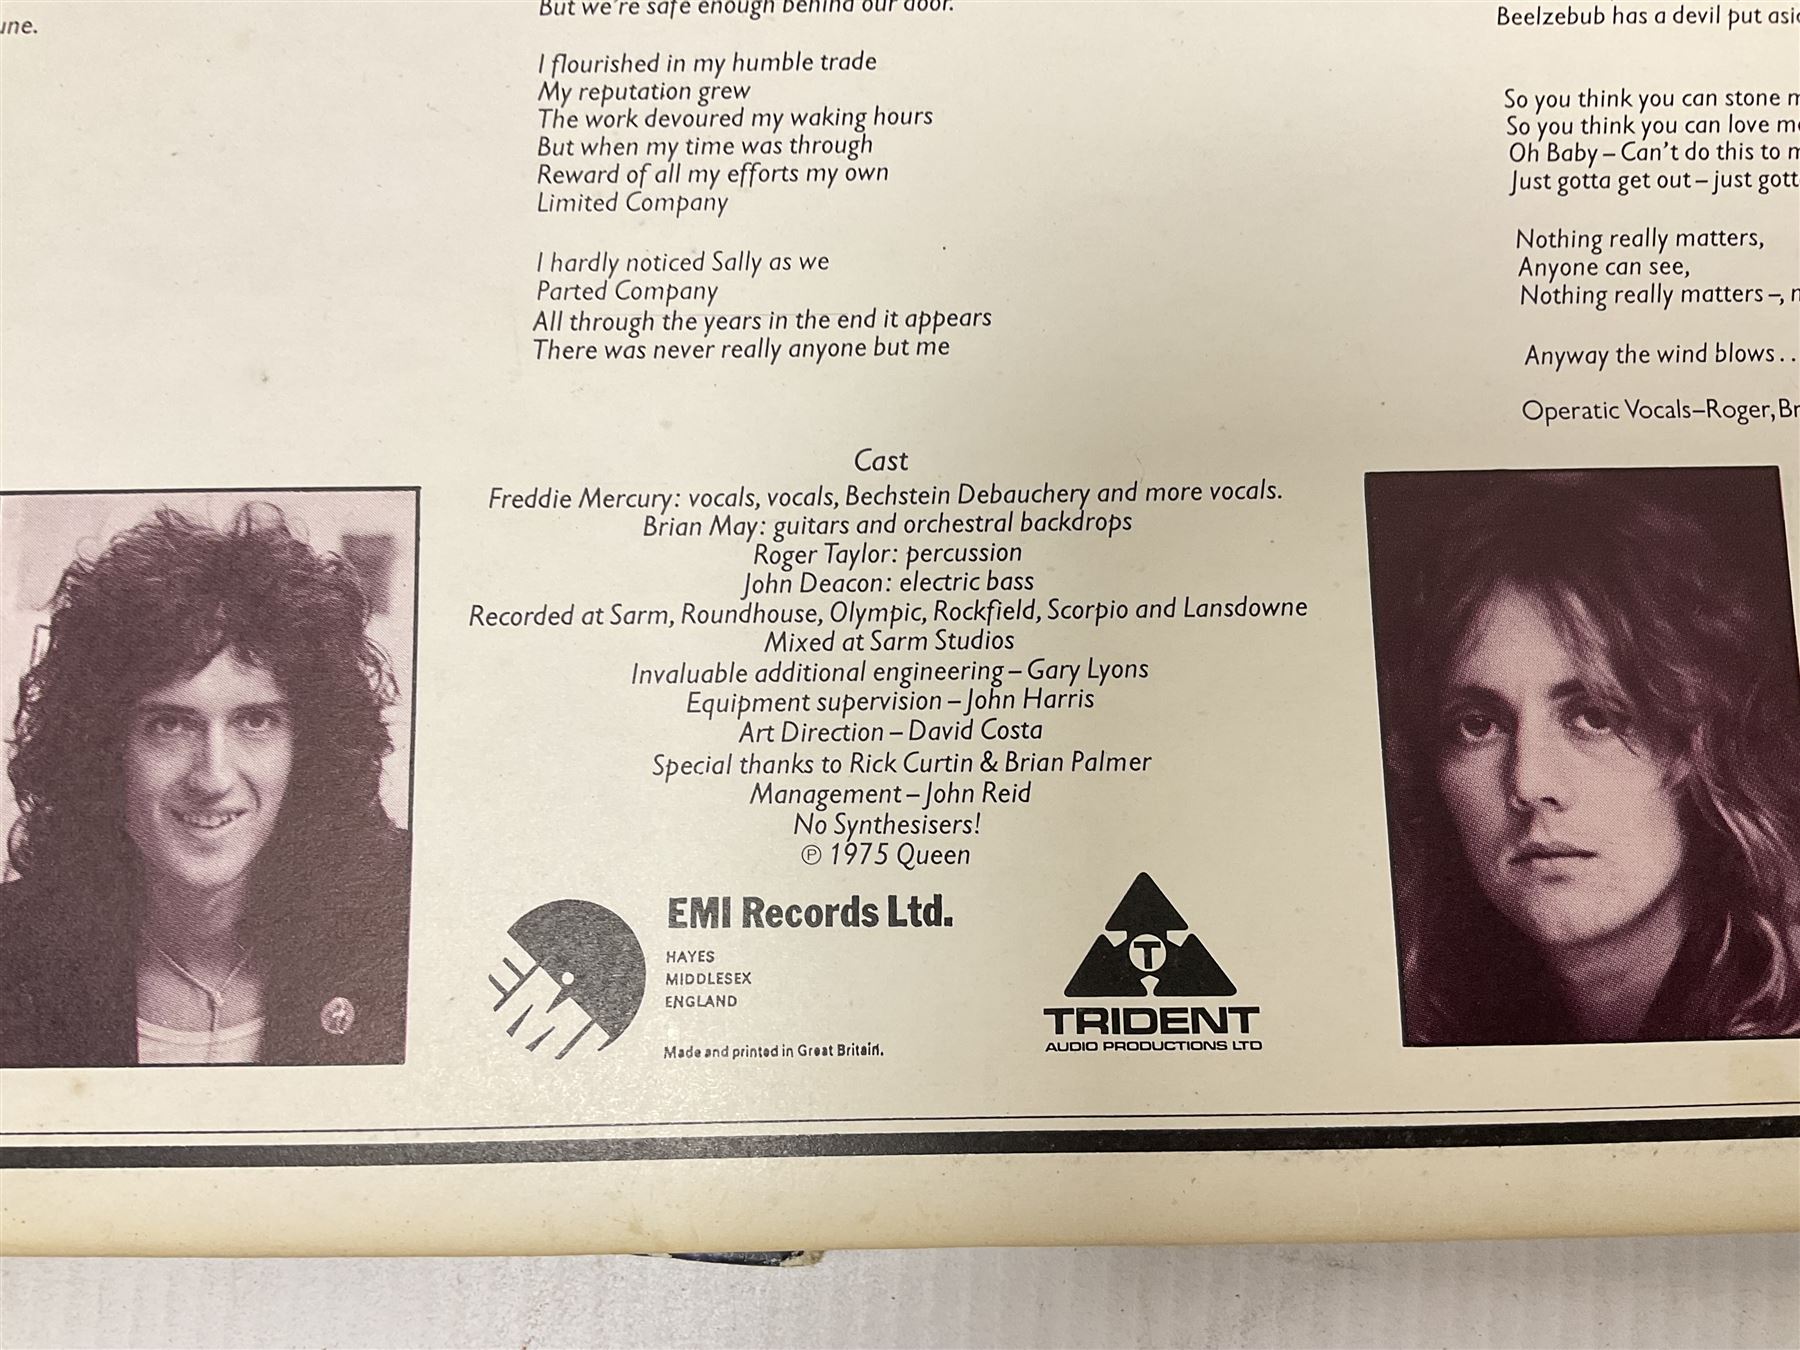 une.
But we're safe enough behind our door.
I flourished in my humble trade
My reputation grew
The work devoured my waking hours
But when my time was through
Reward of all my efforts my own
Limited Company
I hardly noticed Sally as we
Parted Company
All through the years in the end it appears
There was never really anyone but me
Beelzebub has a devil put asi
So you think you can stone m
So you think you can love m
Oh Baby – Can't do this to m
Just gotta get out – just gott
Nothing really matters,
Anyone can see,
Nothing really matters –, n
Anyway the wind blows . .
Operatic Vocals–Roger, Br
Cast
Freddie Mercury: vocals, vocals, Bechstein Debauchery and more vocals.
Brian May: guitars and orchestral backdrops
Roger Taylor: percussion
John Deacon: electric bass
Recorded at Sarm, Roundhouse, Olympic, Rockfield, Scorpio and Lansdowne
Mixed at Sarm Studios
Invaluable additional engineering – Gary Lyons
Equipment supervision – John Harris
Art Direction – David Costa
Special thanks to Rick Curtin & Brian Palmer
Management – John Reid
No Synthesisers!
℗ 1975 Queen
EMI
EMI Records Ltd.
HAYES
MIDDLESEX
ENGLAND
Made and printed in Great Britain.
T
TRIDENT
AUDIO PRODUCTIONS LTD